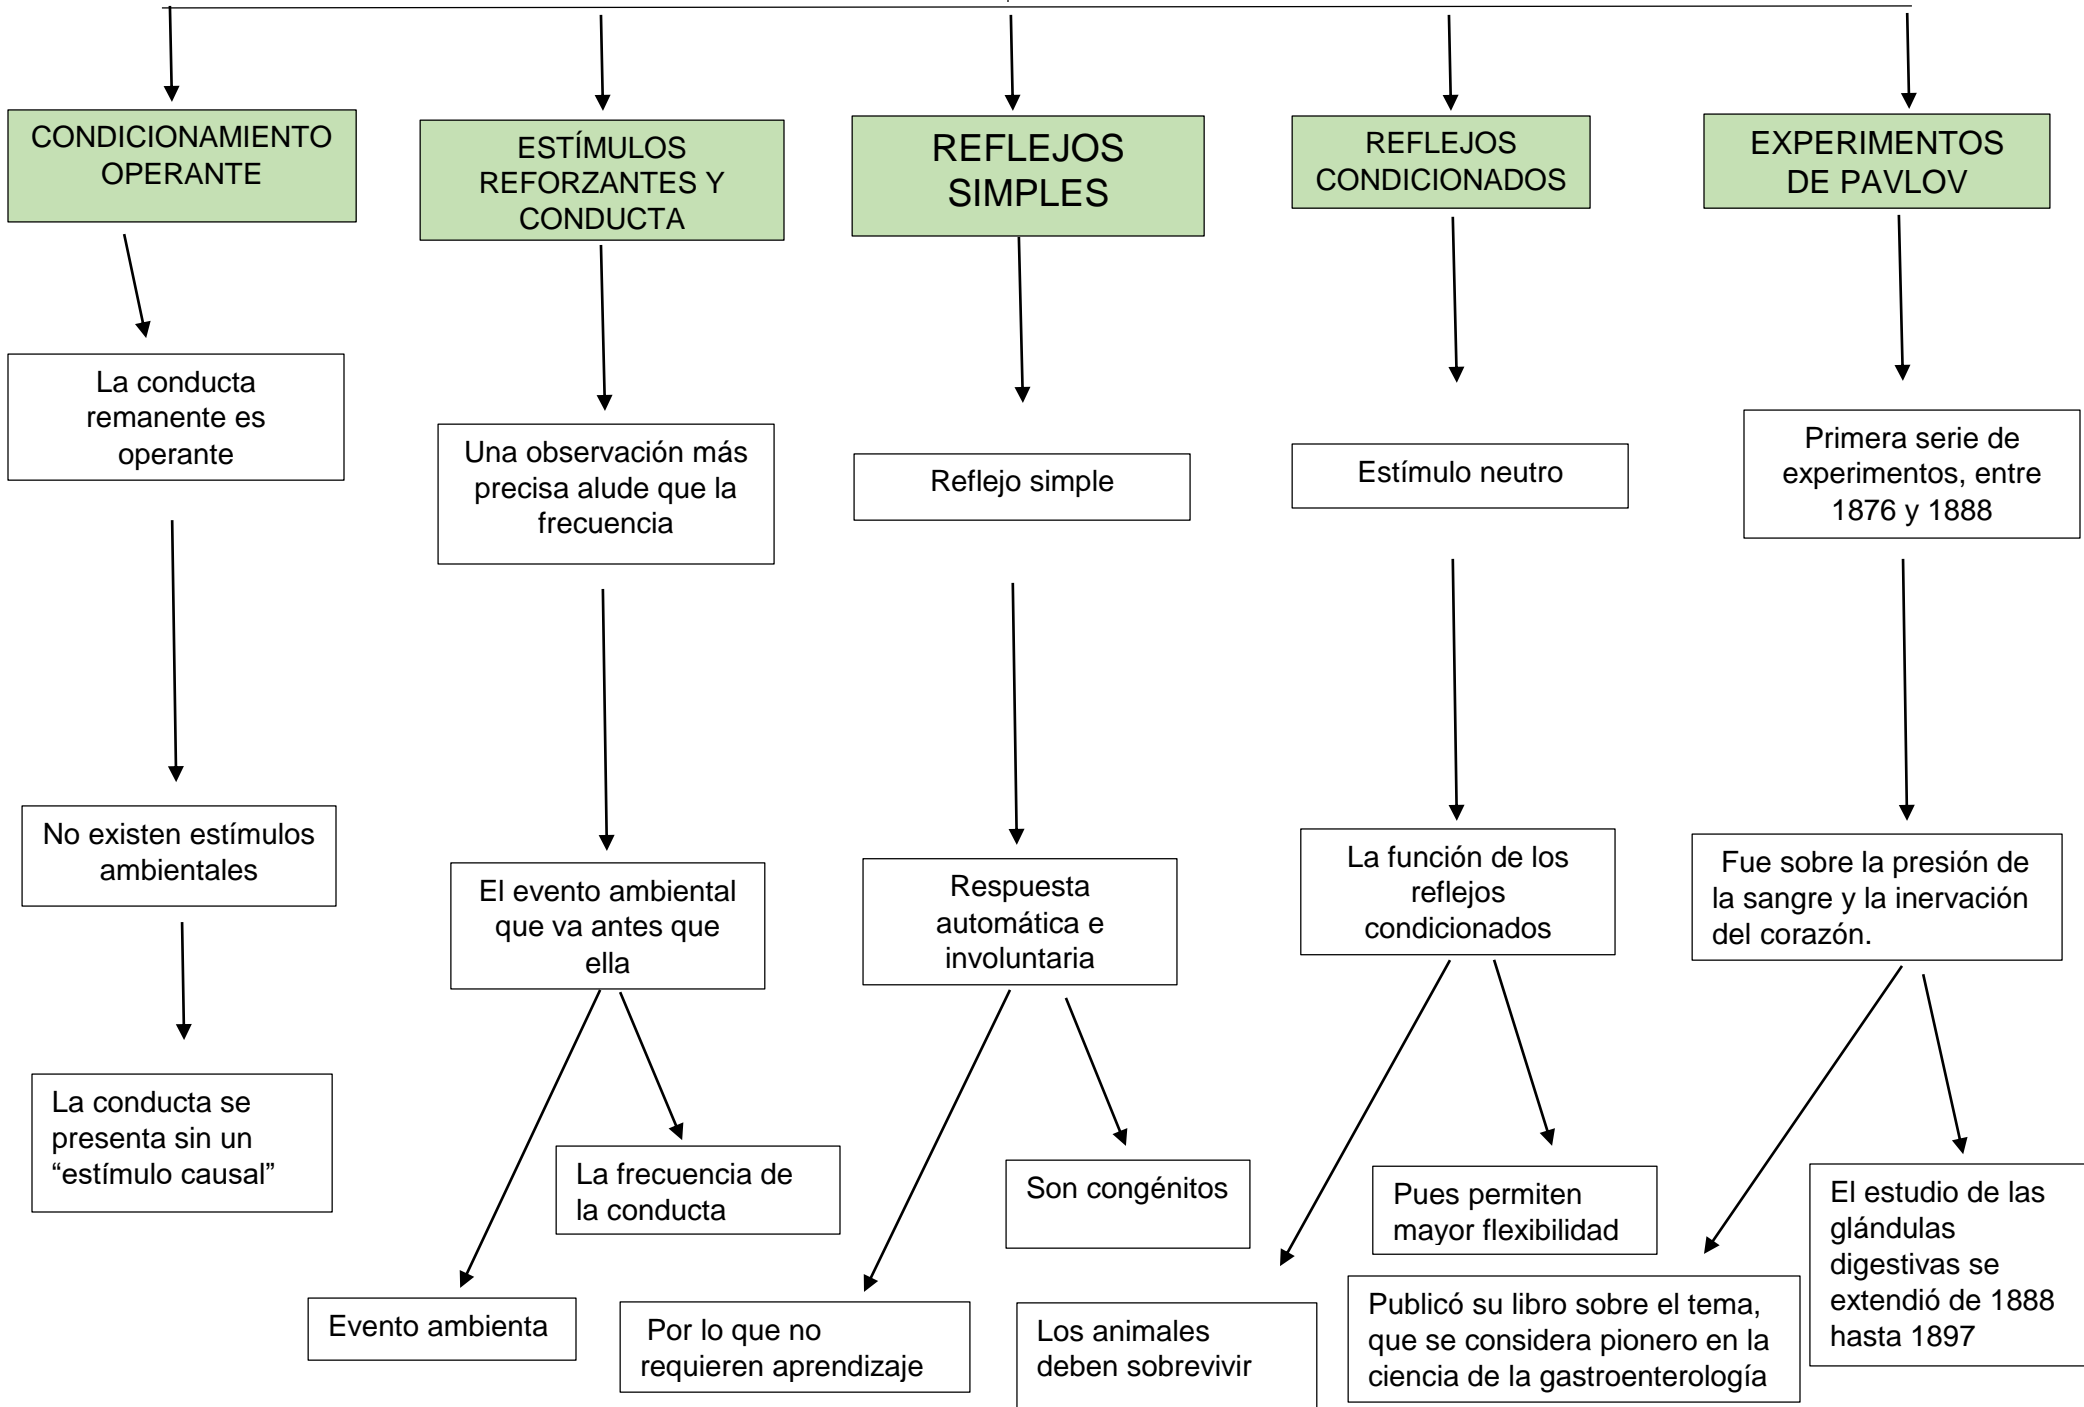 CONDICIONAMIENTO
OPERANTE
ESTÍMULOS
REFORZANTES Y
CONDUCTA
REFLEJOS
SIMPLES
REFLEJOS
CONDICIONADOS
EXPERIMENTOS
DE PAVLOV
La conducta
remanente es
operante
Una observación más
precisa alude que la
frecuencia
Reflejo simple
Estímulo neutro
Primera serie de
experimentos, entre
1876 y 1888
No existen estímulos
ambientales
El evento ambiental
que va antes que
ella
Respuesta
automática e
involuntaria
La función de los
reflejos
condicionados
Fue sobre la presión de
la sangre y la inervación
del corazón.
La conducta se
presenta sin un
“estímulo causal”
La frecuencia de
la conducta
Son congénitos
Pues permiten
mayor flexibilidad
El estudio de las
glándulas
digestivas se
extendió de 1888
hasta 1897
Evento ambienta
Por lo que no
requieren aprendizaje
Los animales
deben sobrevivir
Publicó su libro sobre el tema,
que se considera pionero en la
ciencia de la gastroenterología